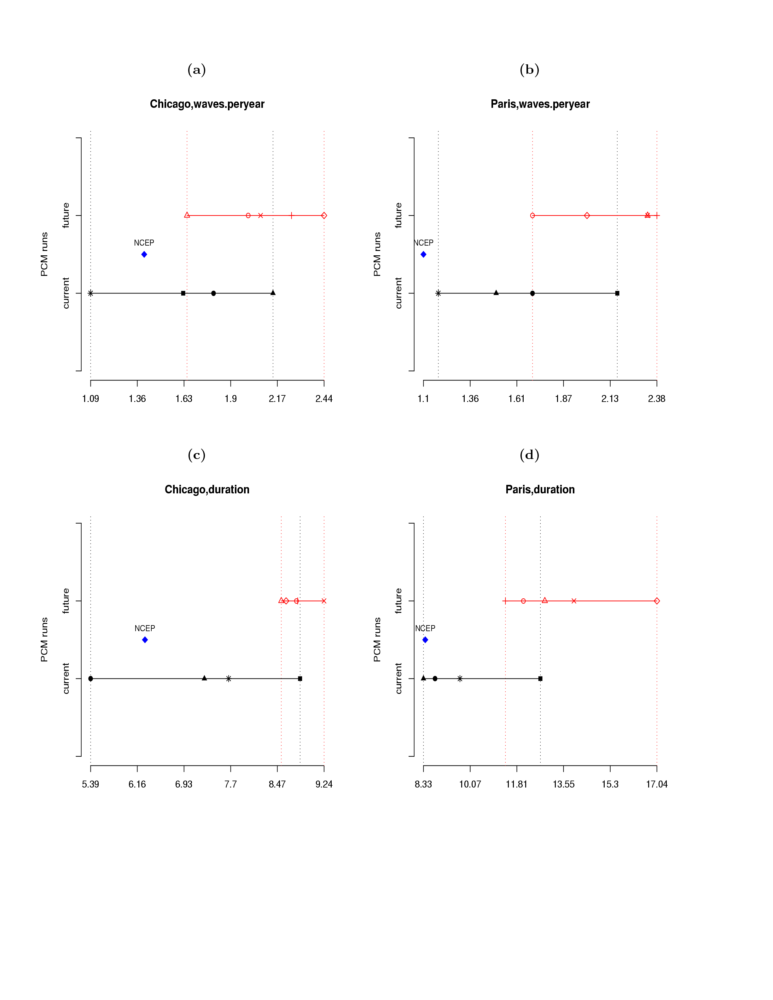 (a)
Chicago,waves.peryear
PCM runs
future
current
NCEP
1.09 1.36 1.63 1.9 2.17 2.44
(b)
Paris,waves.peryear
PCM runs
future
current
NCEP
1.1 1.36 1.61 1.87 2.13 2.38
(c)
Chicago,duration
PCM runs
future
current
NCEP
5.39 6.16 6.93 7.7 8.47 9.24
(d)
Paris,duration
PCM runs
future
current
NCEP
8.33 10.07 11.81 13.55 15.3 17.04